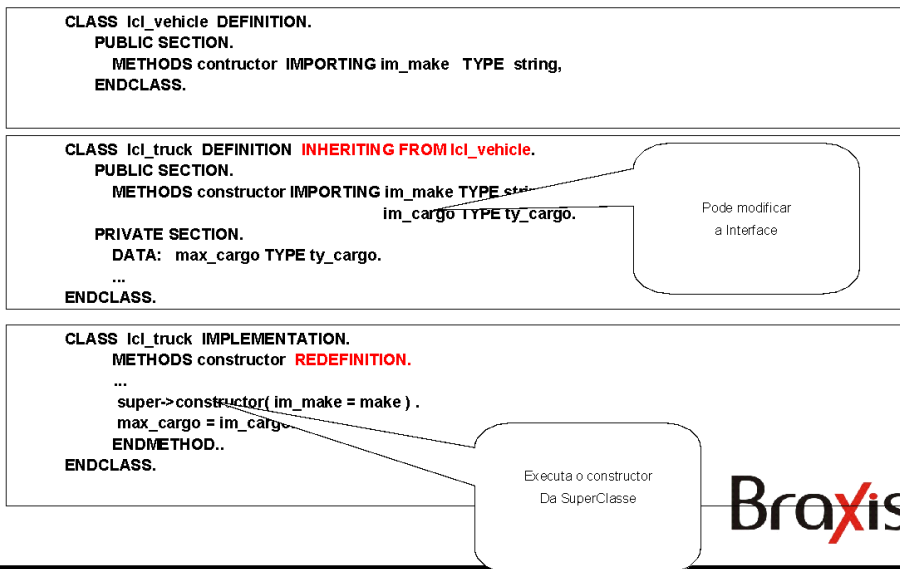 CLASS lcl_vehicle DEFINITION.
PUBLIC SECTION.
METHODS contructor IMPORTING im_make TYPE string,
ENDCLASS.
CLASS lcl_truck DEFINITION INHERITING FROM lcl_vehicle.
PUBLIC SECTION.
METHODS constructor IMPORTING im_make TYPE
im_cargo TYPE ty_cargo.
PRIVATE SECTION.
DATA: max_cargo TYPE ty_cargo.
...
ENDCLASS.
Pode modificar
a Interface
CLASS lcl_truck IMPLEMENTATION.
METHODS constructor REDEFINITION.
...
super->constructor( im_make = make ) .
max_cargo = im_cargo.
ENDMETHOD..
ENDCLASS.
Executa o constructor
Da SuperClasse
Braxis